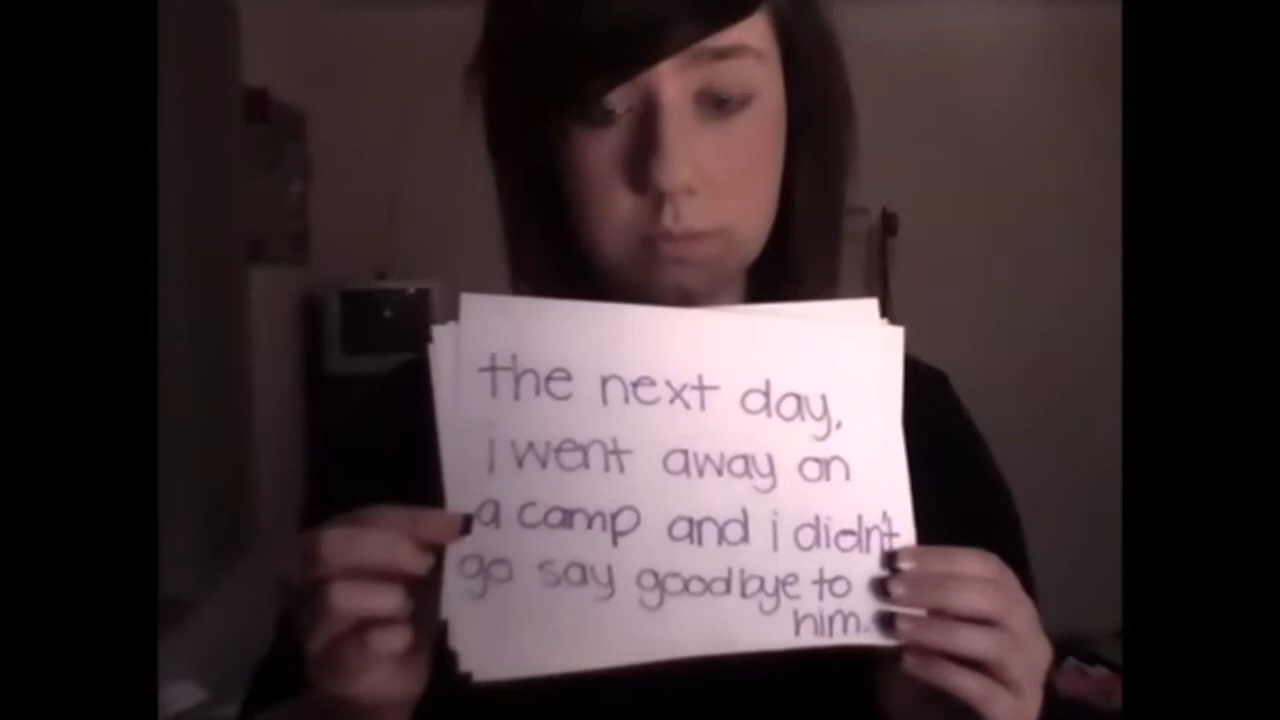 the next day,
i went away on
a camp and i didn't
go say goodbye to
him.